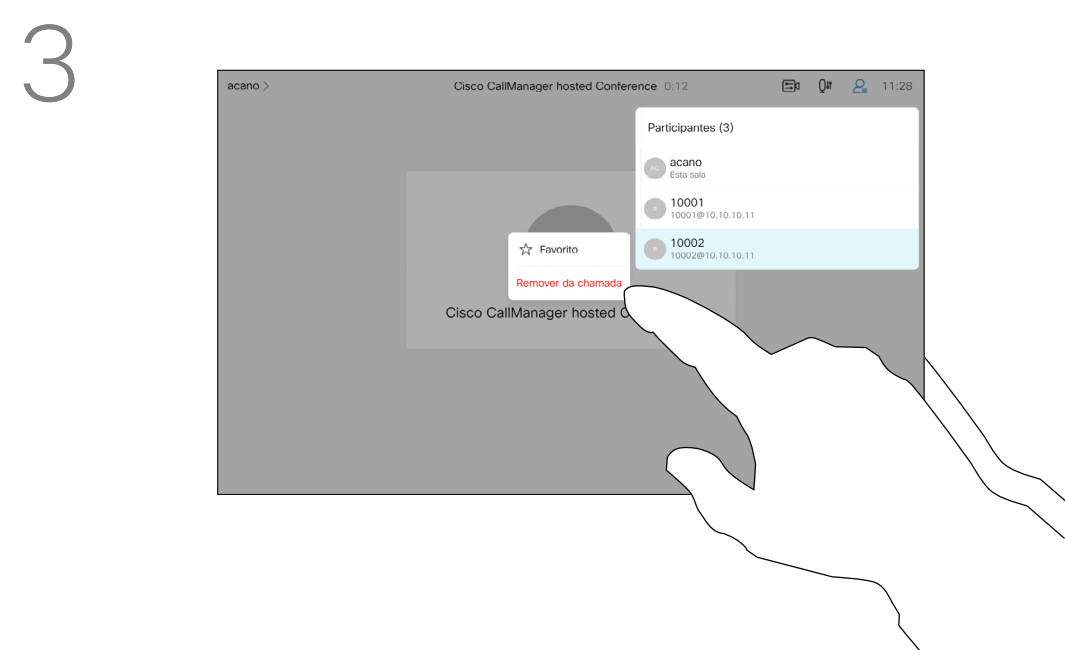 3
acano >
Cisco CallManager hosted Conference 0:12
11:28
Participantes (3)
AC
acano
Esta sala
10001
10001@10.10.10.11
10002
10002@10.10.10.11
Favorito
Remover da chamada
Cisco CallManager hosted C